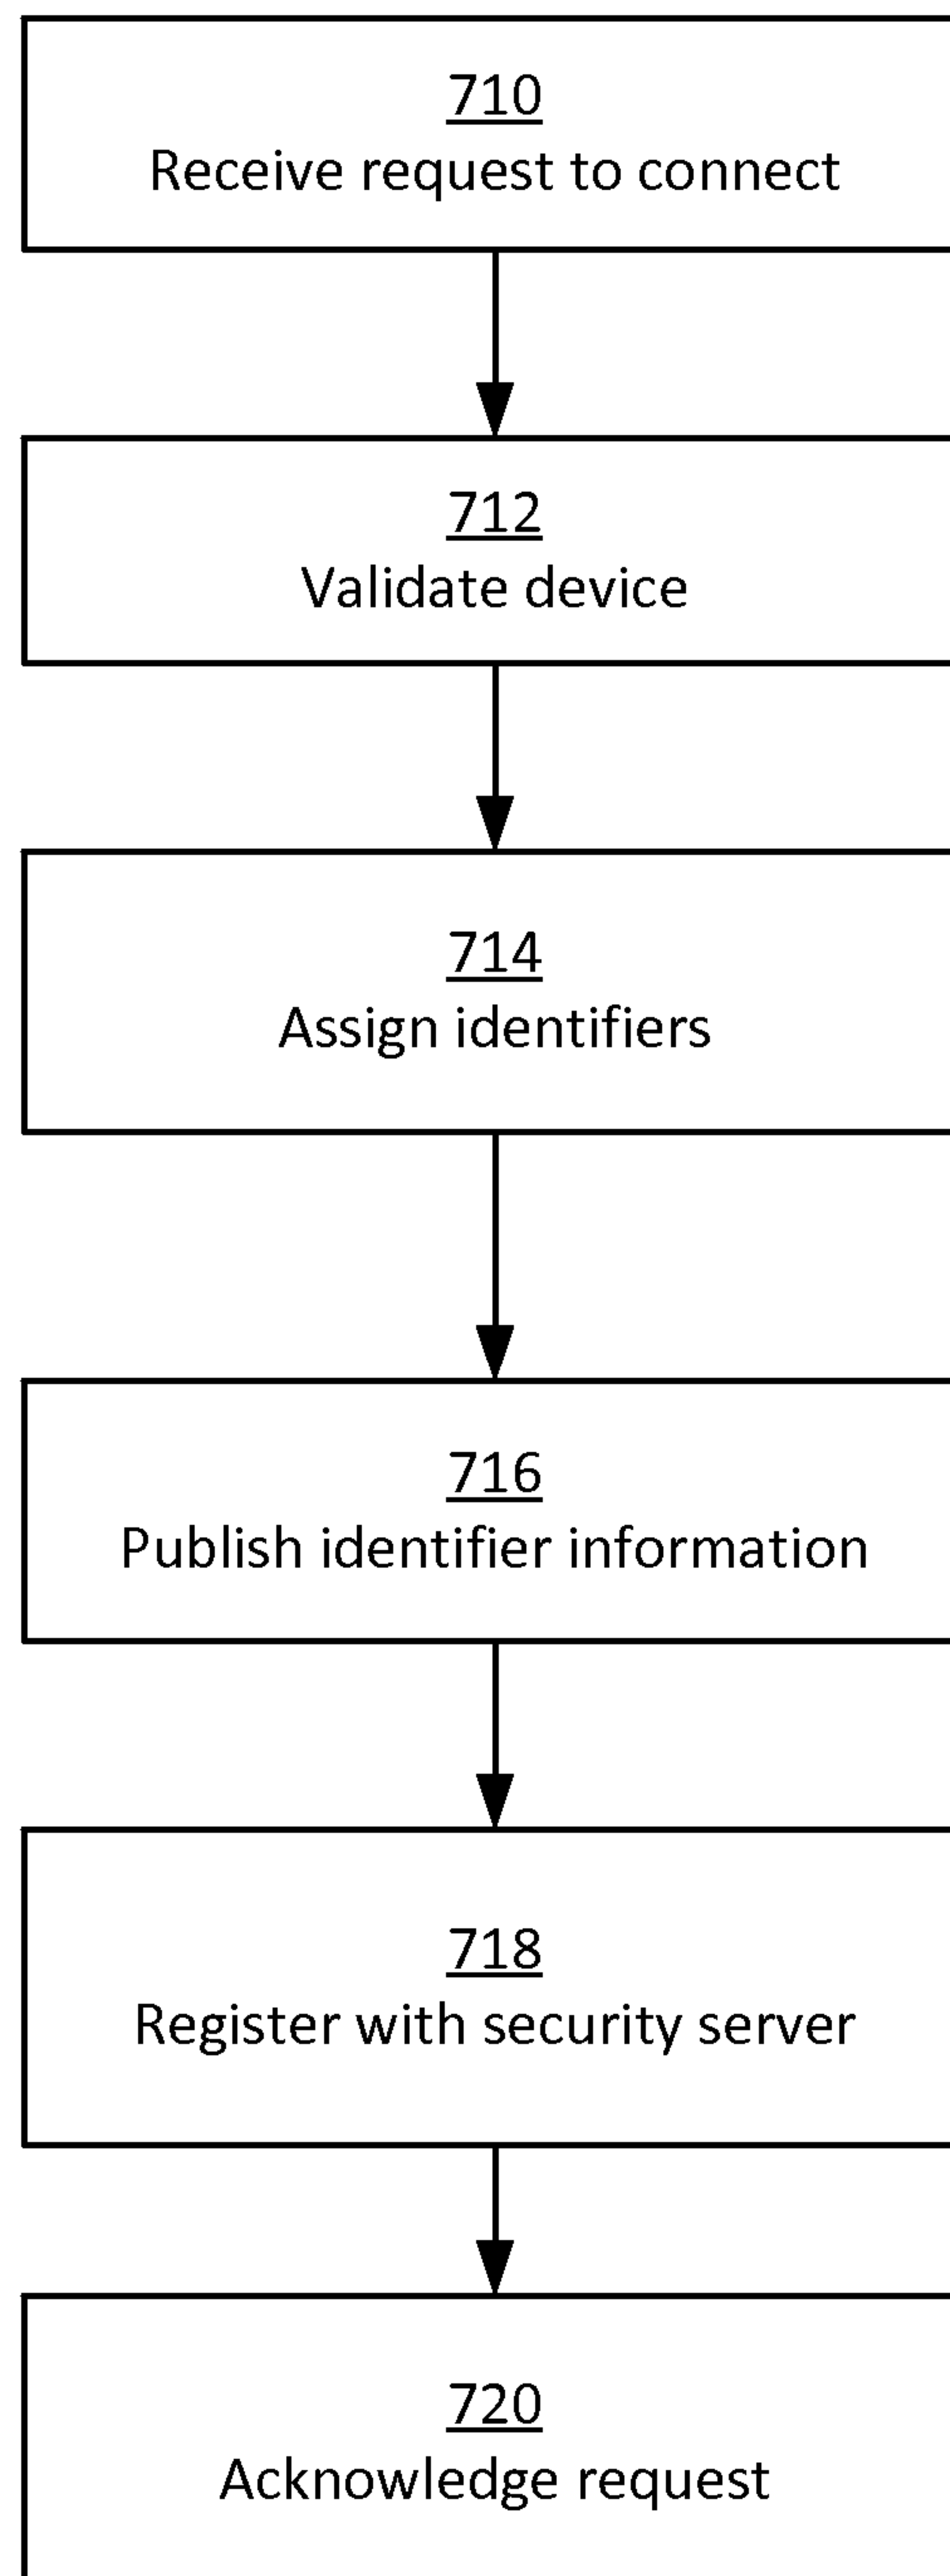 710
Receive request to connect
712
Validate device
714
Assign identifiers
716
Publish identifier information
718
Register with security server
720
Acknowledge request